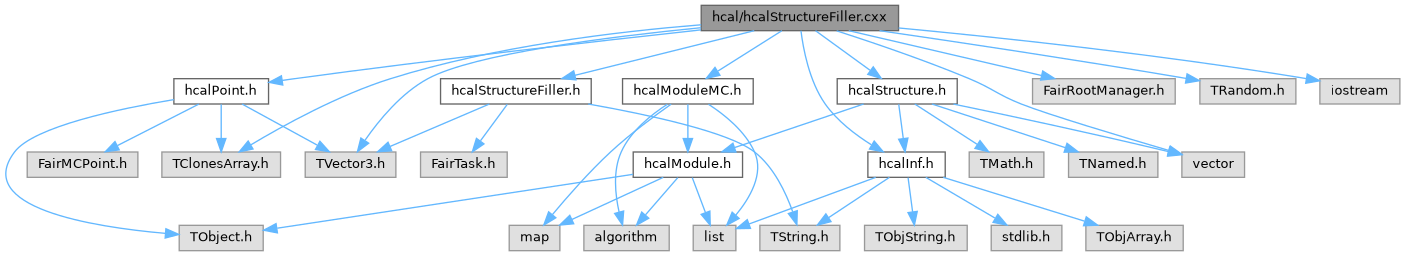 hcal/hcalStructureFiller.cxx
hcalPoint.h
hcalStructureFiller.h
hcalModuleMC.h
hcalStructure.h
FairRootManager.h
TRandom.h
iostream
FairMCPoint.h
TClonesArray.h
TVector3.h
FairTask.h
hcalModule.h
hcalInf.h
TMath.h
TNamed.h
vector
TObject.h
map
algorithm
list
TString.h
TObjString.h
stdlib.h
TObjArray.h